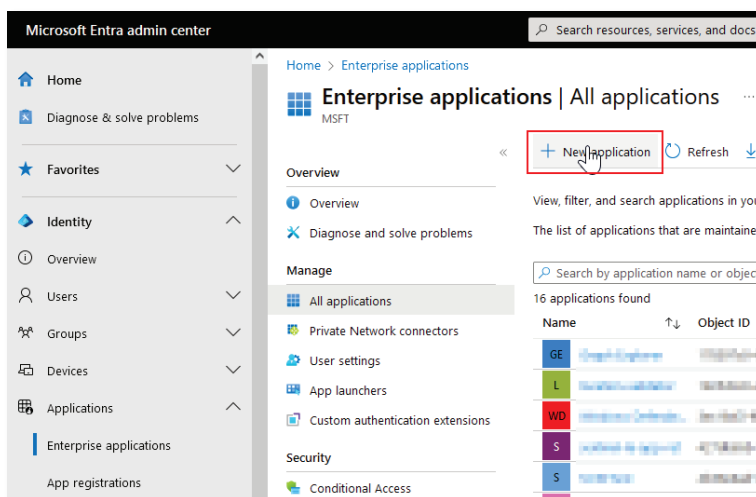 Microsoft Entra admin center
Search resources, services, and docs
Home
Diagnose & solve problems
Favorites
Identity
Overview
Users
Groups
Devices
Applications
Enterprise applications
App registrations
Home > Enterprise applications
Enterprise applications | All applications ...
MSFT
Overview
Overview
Diagnose and solve problems
Manage
All applications
Private Network connectors
User settings
App launchers
Custom authentication extensions
Security
Conditional Access
New application
Refresh
View, filter, and search applications in you
The list of applications that are maintaine
Search by application name or object
16 applications found
Name Object ID
GE
L
WD
S
S